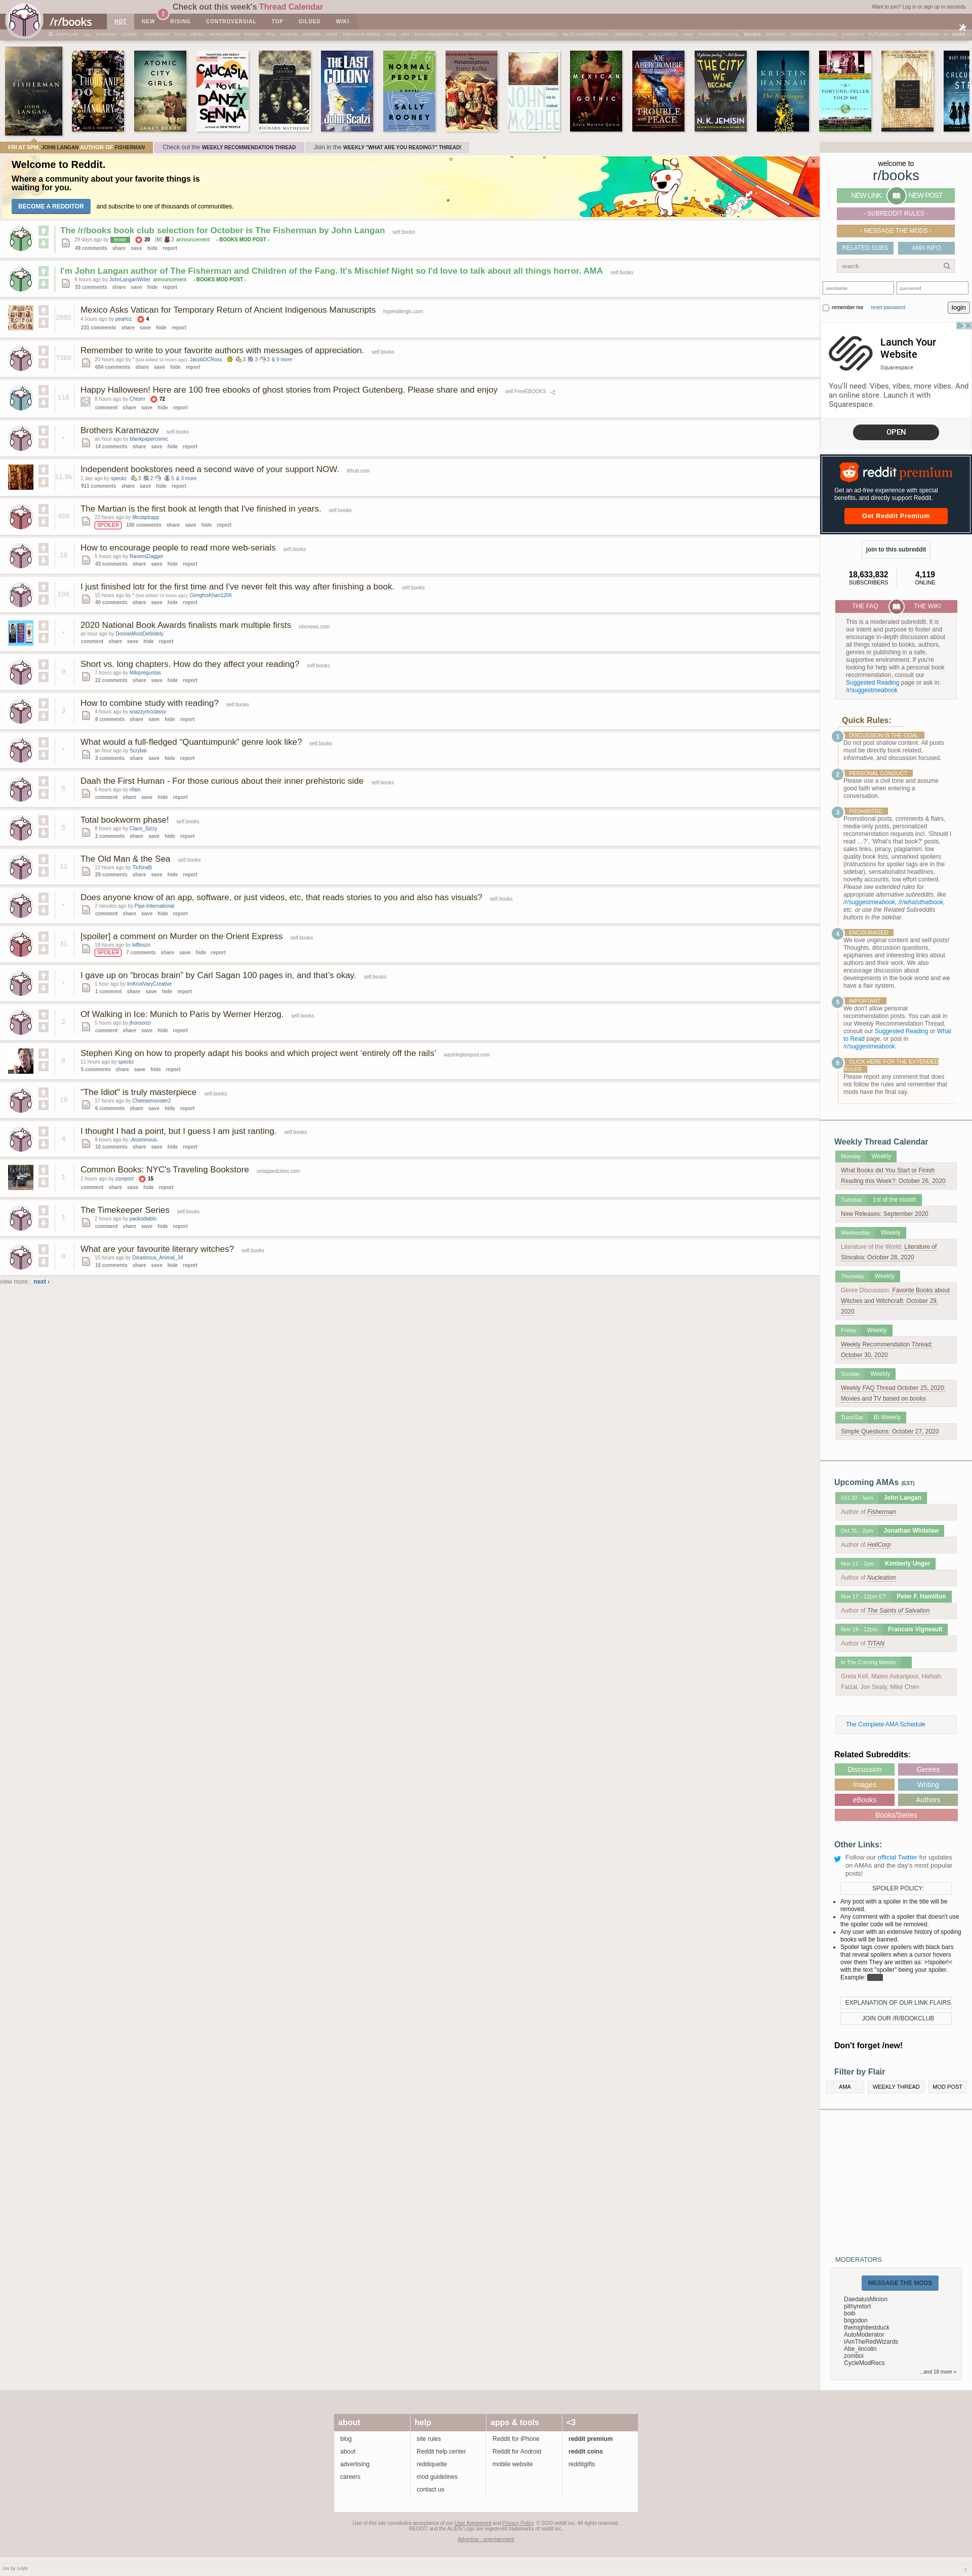 Check out this week's Thread Calendar
Want to join? Log in or sign up in seconds.
/r/books
HOT
NEW
RISING
CONTROVERSIAL
TOP
GILDED
WIKI
FRI AT 5PM, JOHN LANGAN AUTHOR OF FISHERMAN
Check out the WEEKLY RECOMMENDATION THREAD
Join in the WEEKLY "WHAT ARE YOU READING?" THREAD!
Welcome to Reddit.
Where a community about your favorite things is
waiting for you.
BECOME A REDDITOR
and subscribe to one of thousands of communities.
The /r/books book club selection for October is The Fisherman by John Langan self.books
29 days ago by leowr 20 [M] 2 announcement - BOOKS MOD POST -
49 comments share save hide report
I'm John Langan author of The Fisherman and Children of the Fang. It's Mischief Night so I'd love to talk about all things horror. AMA self.books
4 hours ago by JohnLanganWriter announcement - BOOKS MOD POST -
33 comments share save hide report
2985
Mexico Asks Vatican for Temporary Return of Ancient Indigenous Manuscripts hyperallergic.com
4 hours ago by pearloz 4
231 comments share save hide report
7360
Remember to write to your favorite authors with messages of appreciation. self.books
20 hours ago by * (last edited 10 hours ago) JacobDCRoss 3 3 3 & 9 more
684 comments share save hide report
116
Happy Halloween! Here are 100 free ebooks of ghost stories from Project Gutenberg. Please share and enjoy self.FreeEBOOKS
8 hours ago by Chtorrr 72
comment share save hide report
Brothers Karamazov self.books
an hour ago by blankpapercomic
14 comments share save hide report
11.9k
Independent bookstores need a second wave of your support NOW. lithub.com
1 day ago by speckz 3 2 5 & 3 more
911 comments share save hide report
499
The Martian is the first book at length that I've finished in years. self.books
23 hours ago by Mrclaptrapp
SPOILER 100 comments share save hide report
19
How to encourage people to read more web-serials self.books
5 hours ago by RavensDagger
43 comments share save hide report
108
I just finished lotr for the first time and I've never felt this way after finishing a book. self.books
15 hours ago by * (last edited 15 hours ago) GenghisKhan1206
40 comments share save hide report
2020 National Book Awards finalists mark multiple firsts nbcnews.com
an hour ago by DonnieMostDefinitely
comment share save hide report
9
Short vs. long chapters. How do they affect your reading? self.books
7 hours ago by Milspreguntas
22 comments share save hide report
3
How to combine study with reading? self.books
4 hours ago by snazzymcclassy
8 comments share save hide report
What would a full-fledged “Quantumpunk” genre look like? self.books
an hour ago by Scrybal
3 comments share save hide report
5
Daah the First Human - For those curious about their inner prehistoric side self.books
6 hours ago by rifain
comment share save hide report
5
Total bookworm phase! self.books
8 hours ago by Clace_Sizzy
2 comments share save hide report
11
The Old Man & the Sea self.books
13 hours ago by TichinaB
29 comments share save hide report
Does anyone know of an app, software, or just videos, etc, that reads stories to you and also has visuals? self.books
2 minutes ago by Pipe-International
comment share save hide report
31
[spoiler] a comment on Murder on the Orient Express self.books
18 hours ago by kiffinszn
SPOILER 7 comments share save hide report
I gave up on “brocas brain” by Carl Sagan 100 pages in, and that's okay. self.books
1 hour ago by ImKnotVaryCreative
1 comment share save hide report
2
Of Walking in Ice: Munich to Paris by Werner Herzog. self.books
5 hours ago by jhonsonzr
comment share save hide report
8
Stephen King on how to properly adapt his books and which project went ‘entirely off the rails’ washingtonpost.com
11 hours ago by speckz
5 comments share save hide report
18
"The Idiot" is truly masterpiece self.books
17 hours ago by Cheesemonster2
6 comments share save hide report
4
I thought I had a point, but I guess I am just ranting. self.books
9 hours ago by -Anominous-
10 comments share save hide report
1
Common Books: NYC's Traveling Bookstore untappedcities.com
2 hours ago by zsreport 15
comment share save hide report
1
The Timekeeper Series self.books
2 hours ago by packodiablo
comment share save hide report
9
What are your favourite literary witches? self.books
15 hours ago by Disastrous_Animal_34
15 comments share save hide report
view more: next ›
welcome to
r/books
NEW LINK NEW POST
- SUBREDDIT RULES -
- MESSAGE THE MODS -
RELATED SUBS AMA INFO
search
username password
remember me reset password login
Launch Your
Website
Squarespace
You'll need: Vibes, vibes, more vibes. And
an online store. Launch it with
Squarespace.
OPEN
reddit premium
Get an ad-free experience with special
benefits, and directly support Reddit.
Get Reddit Premium
join to this subreddit
18,633,832 4,119
SUBSCRIBERS ONLINE
THE FAQ THE WIKI
This is a moderated subreddit. It is
our intent and purpose to foster and
encourage in-depth discussion about
all things related to books, authors,
genres or publishing in a safe,
supportive environment. If you're
looking for help with a personal book
recommendation, consult our
Suggested Reading page or ask in:
/r/suggestmeabook
Quick Rules:
1 DISCUSSION IS THE GOAL
Do not post shallow content. All posts
must be directly book related,
informative, and discussion focused.
2 PERSONAL CONDUCT
Please use a civil tone and assume
good faith when entering a
conversation.
3 PROHIBITED
Promotional posts, comments & flairs,
media-only posts, personalized
recommendation requests incl. 'Should I
read …?', 'What's that book?' posts,
sales links, piracy, plagiarism, low
quality book lists, unmarked spoilers
(instructions for spoiler tags are in the
sidebar), sensationalist headlines,
novelty accounts, low effort content.
Please see extended rules for
appropriate alternative subreddits, like
/r/suggestmeabook, /r/whatsthatbook,
etc. or use the Related Subreddits
buttons in the sidebar.
4 ENCOURAGED
We love original content and self-posts!
Thoughts, discussion questions,
epiphanies and interesting links about
authors and their work. We also
encourage discussion about
developments in the book world and we
have a flair system.
5 IMPORTANT
We don't allow personal
recommendation posts. You can ask in
our Weekly Recommendation Thread,
consult our Suggested Reading or What
to Read page, or post in
/r/suggestmeabook.
6 CLICK HERE FOR THE EXTENDED
RULES
Please report any comment that does
not follow the rules and remember that
mods have the final say.
Weekly Thread Calendar
Monday Weekly
What Books did You Start or Finish
Reading this Week?: October 26, 2020
Tuesday 1st of the month
New Releases: September 2020
Wednesday Weekly
Literature of the World: Literature of
Slovakia: October 28, 2020
Thursday Weekly
Genre Discussion: Favorite Books about
Witches and Witchcraft: October 29,
2020
Friday Weekly
Weekly Recommendation Thread:
October 30, 2020
Sunday Weekly
Weekly FAQ Thread October 25, 2020:
Movies and TV based on books
Tues/Sat Bi-Weekly
Simple Questions: October 27, 2020
Upcoming AMAs (EST)
Oct 30 - 5pm John Langan
Author of Fisherman
Oct 31 - 2pm Jonathan Whitelaw
Author of HellCorp
Nov 12 - 2pm Kimberly Unger
Author of Nucleation
Nov 17 - 12pm ET Peter F. Hamilton
Author of The Saints of Salvation
Nov 19 - 12pm Francois Vigneault
Author of TITAN
In The Coming Weeks
Greta Keil, Mateo Askaripour, Hafsah
Faizal, Jon Sealy, Mike Chen
The Complete AMA Schedule
Related Subreddits:
Discussion Genres
Images Writing
eBooks Authors
Books/Series
Other Links:
Follow our official Twitter for updates
on AMAs and the day's most popular
posts!
SPOILER POLICY:
Any post with a spoiler in the title will be
removed.
Any comment with a spoiler that doesn't use
the spoiler code will be removed.
Any user with an extensive history of spoiling
books will be banned.
Spoiler tags cover spoilers with black bars
that reveal spoilers when a cursor hovers
over them They are written as: >!spoiler!<
with the text "spoiler" being your spoiler.
Example:
EXPLANATION OF OUR LINK FLAIRS
JOIN OUR /R/BOOKCLUB
Don't forget /new!
Filter by Flair
AMA WEEKLY THREAD MOD POST
MODERATORS
MESSAGE THE MODS
DaedalusMinion
pithyretort
boib
brigodon
themightiestduck
AutoModerator
IAmTheRedWizards
Abe_lincolin
zomboi
CycleModRecs
...and 18 more »
about
blog
about
advertising
careers
help
site rules
Reddit help center
reddiquette
mod guidelines
contact us
apps & tools
Reddit for iPhone
Reddit for Android
mobile website
<3
reddit premium
reddit coins
redditgifts
Use of this site constitutes acceptance of our User Agreement and Privacy Policy. © 2020 reddit inc. All rights reserved.
REDDIT and the ALIEN Logo are registered trademarks of reddit inc.
Advertise - entertainment